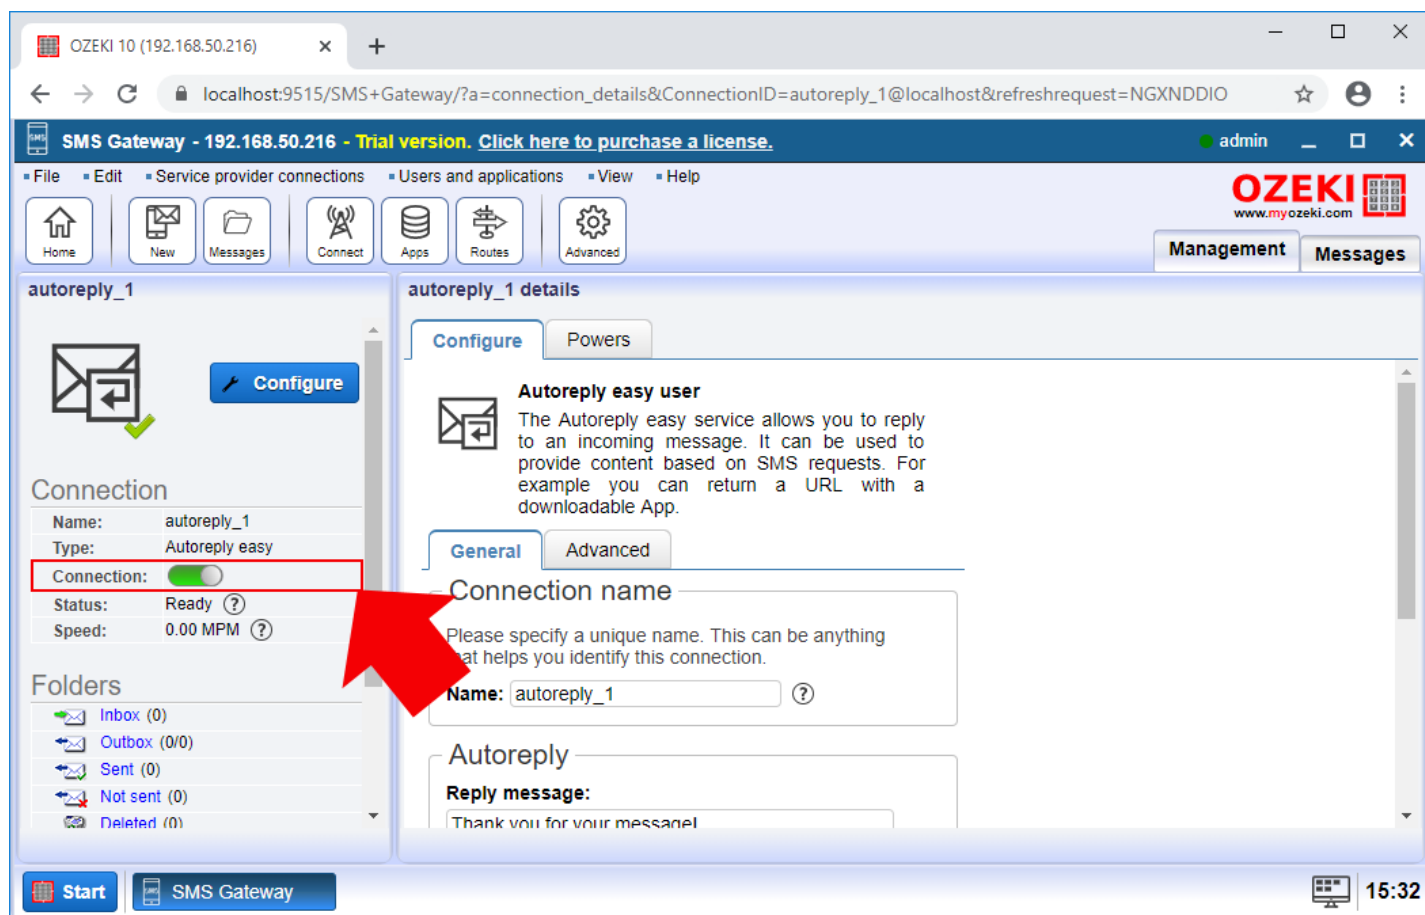 OZEKI 10 (192.168.50.216)
localhost:9515/SMS+Gateway/?a=connection_details&ConnectionID=autoreply_1@localhost&refreshrequest=NGXNDDIO
SMS
SMS Gateway - 192.168.50.216 - Trial version. Click here to purchase a license.
admin
File Edit Service provider connections Users and applications View Help
OZEKI
www.myozeki.com
Home New Messages Connect Apps Routes Advanced
Management Messages
autoreply_1
Configure
Connection
Name: autoreply_1
Type: Autoreply easy
Connection:
Status: Ready ?
Speed: 0.00 MPM ?
Folders
Inbox (0)
Outbox (0/0)
Sent (0)
Not sent (0)
Deleted (0)
autoreply_1 details
Configure Powers
Autoreply easy user
The Autoreply easy service allows you to reply
to an incoming message. It can be used to
provide content based on SMS requests. For
example you can return a URL with a
downloadable App.
General Advanced
Connection name
Please specify a unique name. This can be anything
that helps you identify this connection.
Name: autoreply_1 ?
Autoreply
Reply message:
Thank you for your message!
Start SMS Gateway 15:32